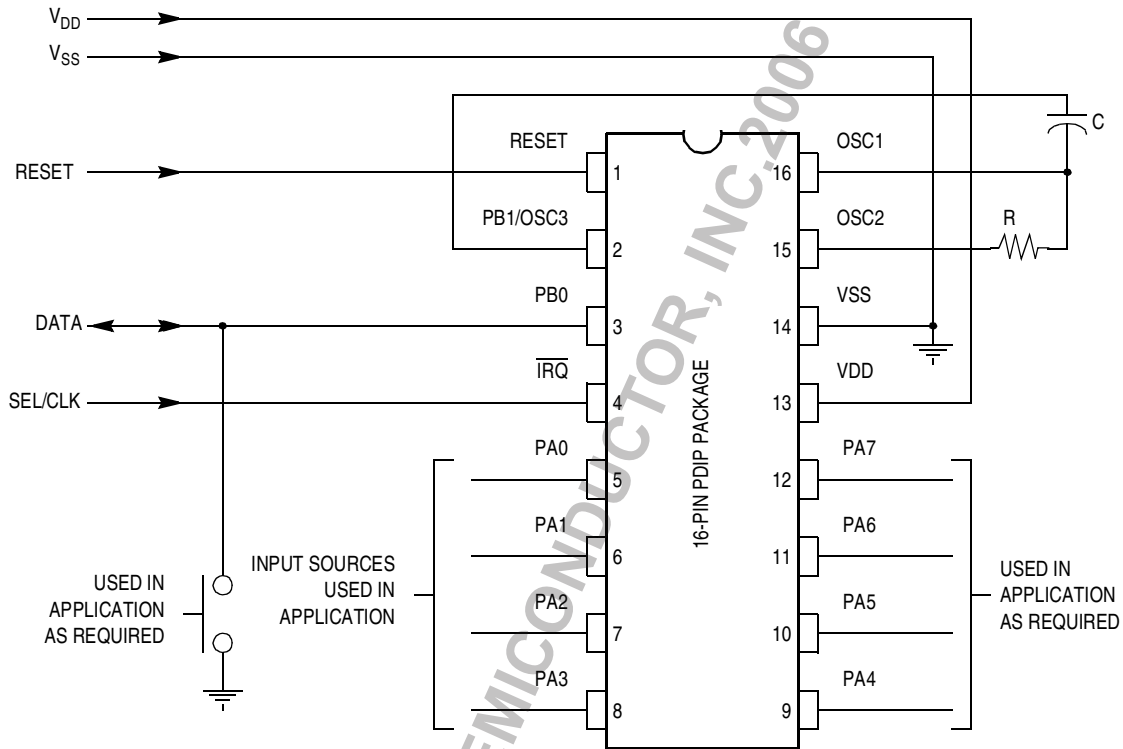 VDD
VSS
C
RESET
OSC1
RESET
1
16
PB1/OSC3
OSC2
R
2
15
PB0
VSS
DATA
3
14
IRQ
VDD
SEL/CLK
4
13
PA0
PA7
5
12
PA1
PA6
6
11
PA2
PA5
7
10
PA3
PA4
8
9
16-PIN PDIP PACKAGE
INPUT SOURCES
USED IN
APPLICATION
USED IN
APPLICATION
AS REQUIRED
USED IN
APPLICATION
AS REQUIRED
EMICONDUCTOR, INC.2006